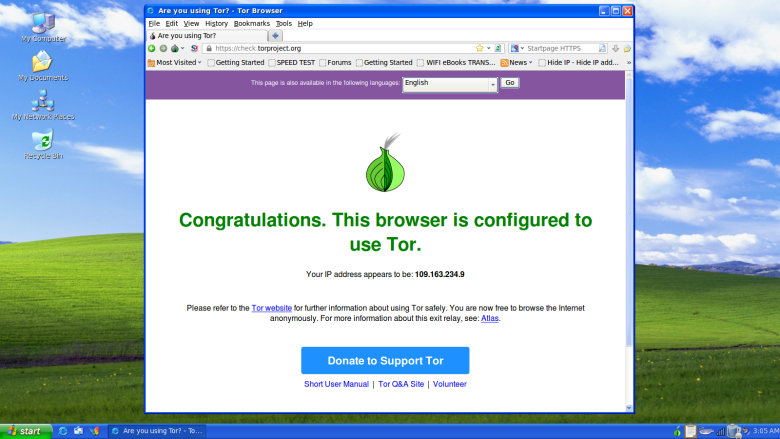 My Computer
My Documents
My Network Places
Recycle Bin
Are you using Tor? - Tor Browser
File Edit View History Bookmarks Tools Help
Are you using Tor?
https://check.torproject.org
Startpage HTTPS
Most Visited Getting Started SPEED TEST Forums Getting Started WIFI eBooks TRANS... News Hide IP - Hide IP add... »
This page is also available in the following languages: English Go
Congratulations. This browser is configured to
use Tor.
Your IP address appears to be: 109.163.234.9
Please refer to the Tor website for further information about using Tor safely. You are now free to browse the Internet
anonymously. For more information about this exit relay, see: Atlas.
Donate to Support Tor
Short User Manual | Tor Q&A Site | Volunteer
start
Are you using Tor? - To...
3:05 AM